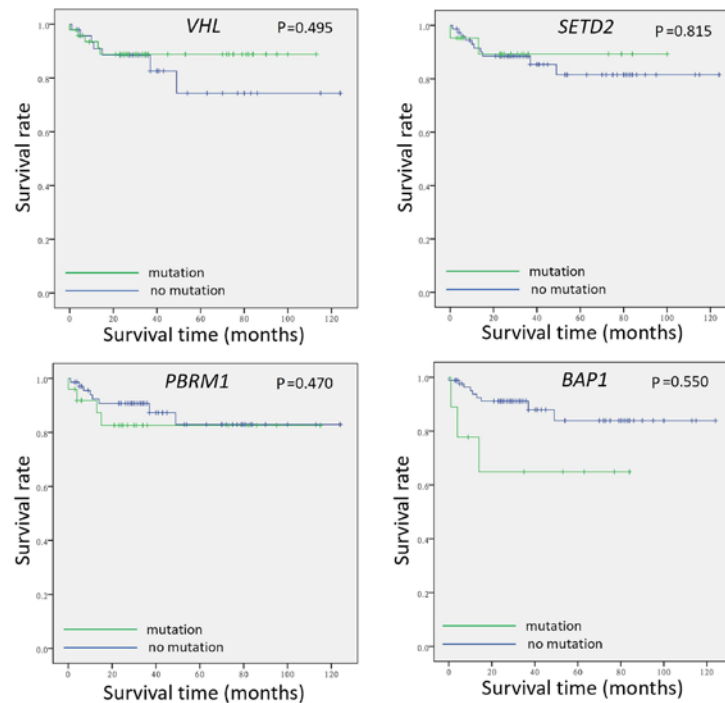 VHL P=0.495
1.0
0.8
0.6
0.4
0.2
0.0
Survival rate
mutation
no mutation
0 20 40 60 80 100 120
Survival time (months)
SETD2 P=0.815
1.0
0.8
0.6
0.4
0.2
0.0
Survival rate
mutation
no mutation
0 20 40 60 80 100 120
Survival time (months)
PBRM1 P=0.470
1.0
0.8
0.6
0.4
0.2
0.0
Survival rate
mutation
no mutation
0 20 40 60 80 100 120
Survival time (months)
BAP1 P=0.550
1.0
0.8
0.6
0.4
0.2
0.0
Survival rate
mutation
no mutation
0 20 40 60 80 100 120
Survival time (months)